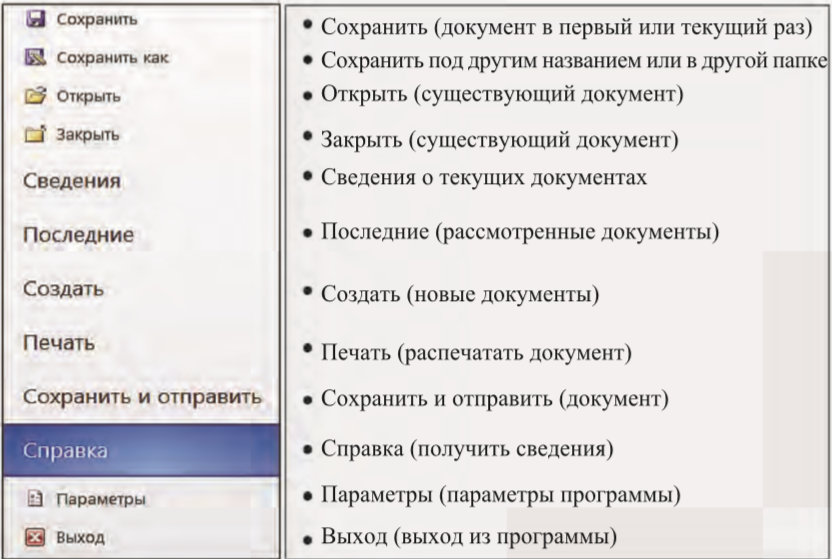 Сохранить
Сохранить как
Открыть
Закрыть
Сведения
Последние
Создать
Печать
Сохранить и отправить
Справка
Параметры
Выход
• Сохранить (документ в первый или текущий раз)
• Сохранить под другим названием или в другой папке
• Открыть (существующий документ)
• Закрыть (существующий документ)
• Сведения о текущих документах
• Последние (рассмотренные документы)
• Создать (новые документы)
• Печать (распечатать документ)
• Сохранить и отправить (документ)
• Справка (получить сведения)
• Параметры (параметры программы)
• Выход (выход из программы)